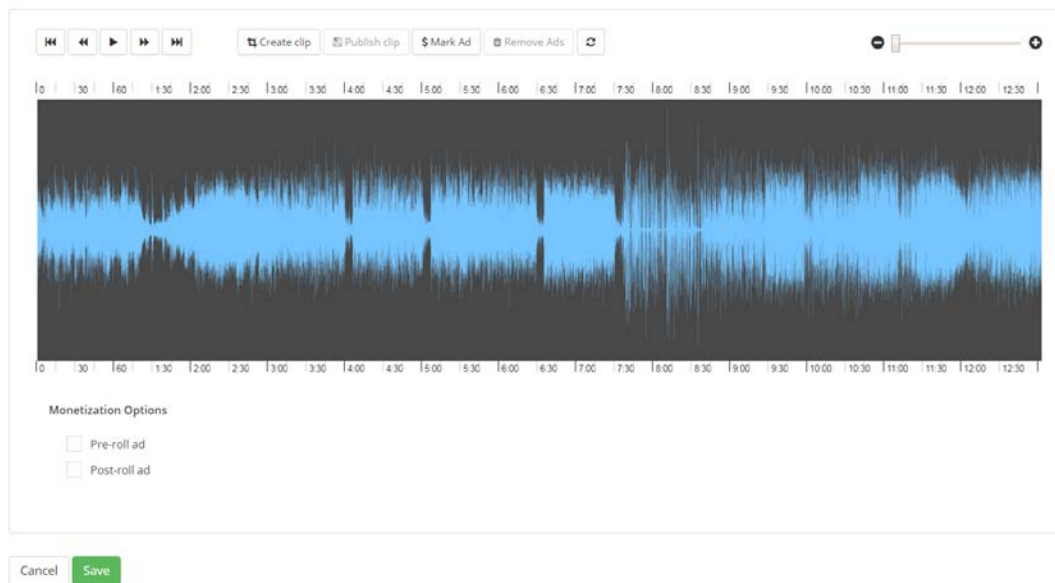 Create clip Publish clip $ Mark Ad Remove Ads
0 30 60 1:30 2:00 2:30 3:00 3:30 4:00 4:30 5:00 5:30 6:00 6:30 7:00 7:30 8:00 8:30 9:00 9:30 10:00 10:30 11:00 11:30 12:00 12:30
0 30 60 1:30 2:00 2:30 3:00 3:30 4:00 4:30 5:00 5:30 6:00 6:30 7:00 7:30 8:00 8:30 9:00 9:30 10:00 10:30 11:00 11:30 12:00 12:30
Monetization Options
Pre-roll ad
Post-roll ad
Cancel Save